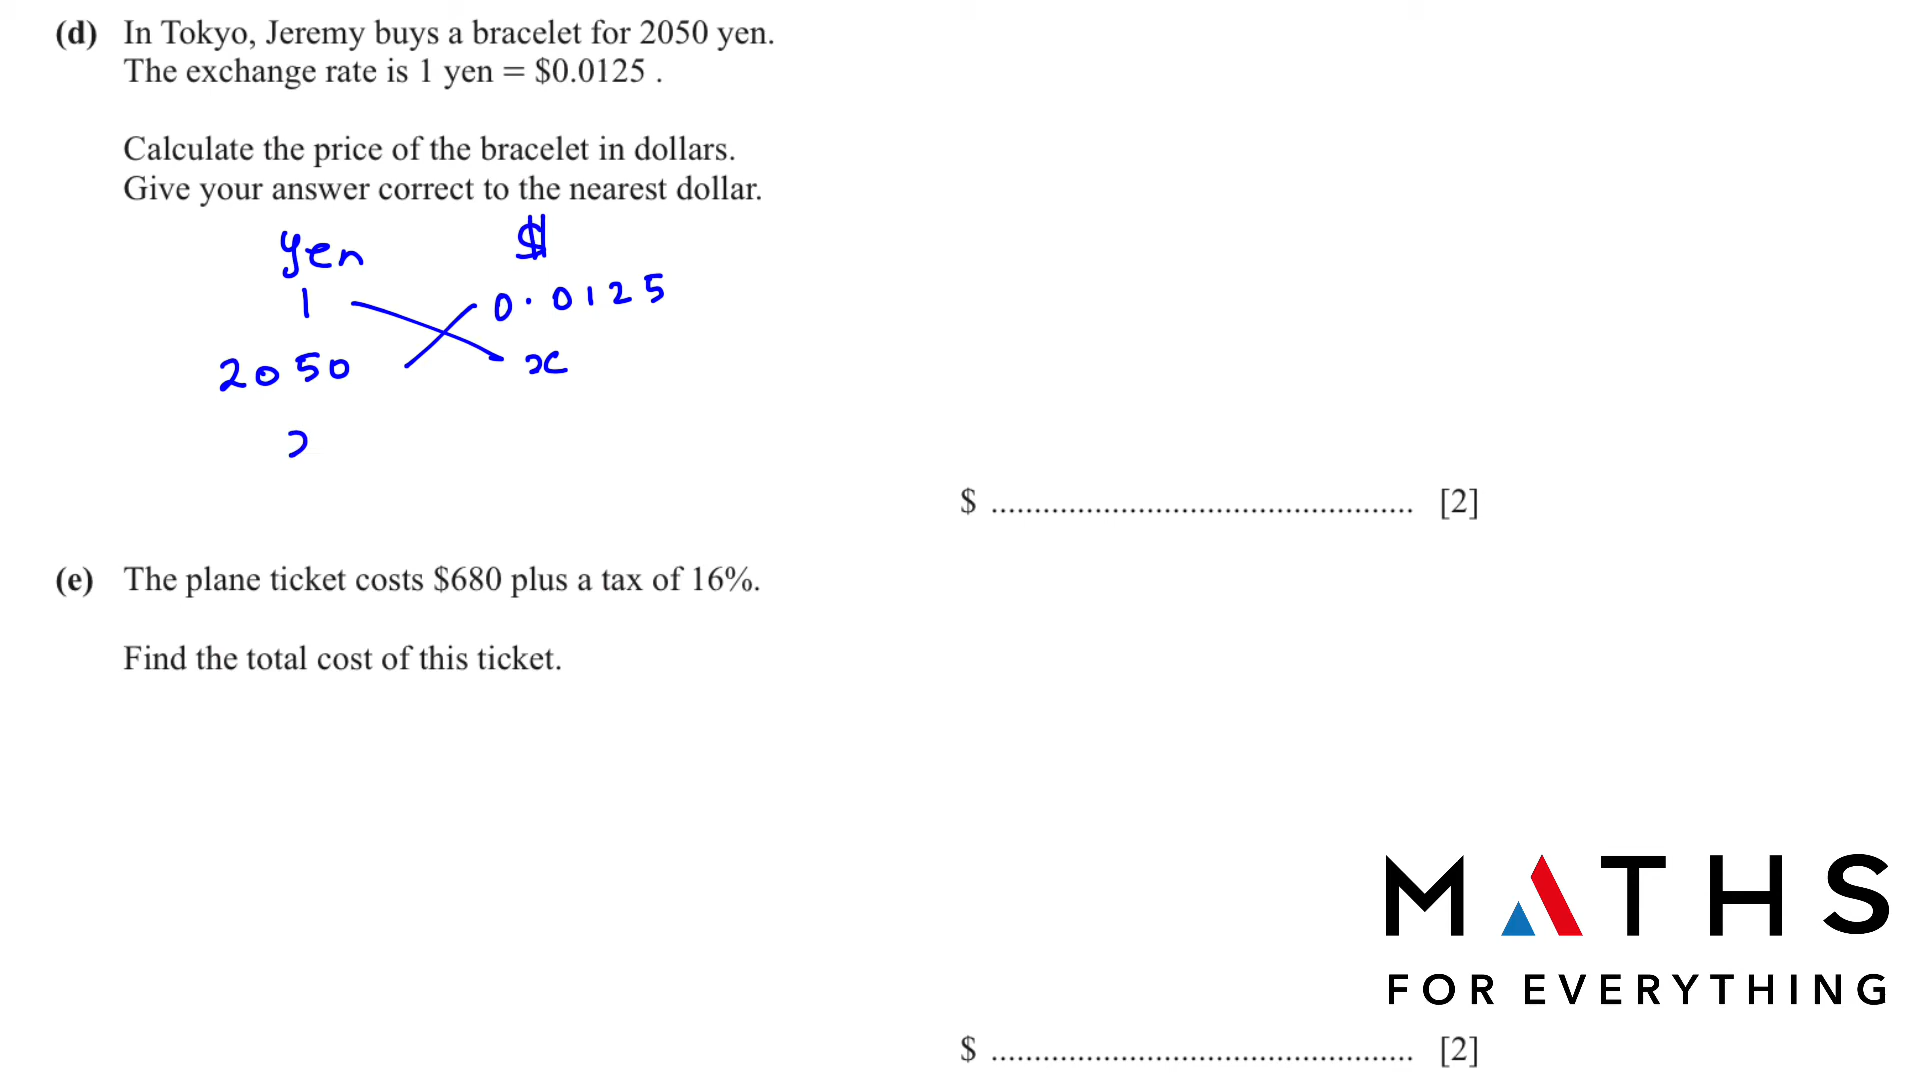 (d) In Tokyo, Jeremy buys a bracelet for 2050 yen.
The exchange rate is 1 yen = $0.0125 .
Calculate the price of the bracelet in dollars.
Give your answer correct to the nearest dollar.
yen $
1 0.0125
2050 x
$ ................................................ [2]
(e) The plane ticket costs $680 plus a tax of 16%.
Find the total cost of this ticket.
MATHS
FOR EVERYTHING
$ ................................................ [2]